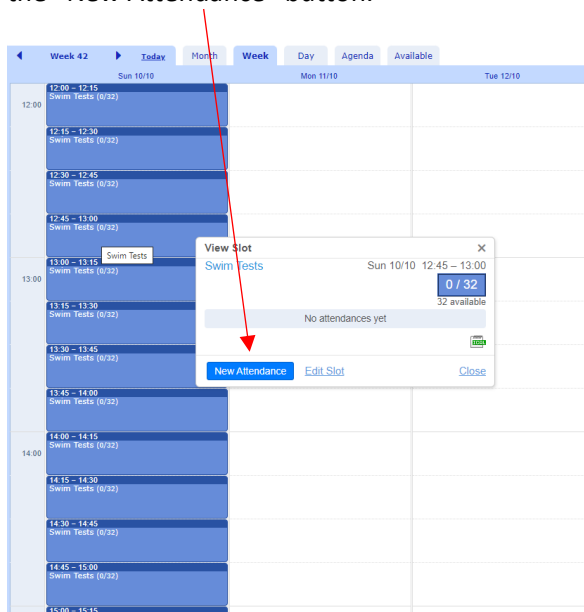 the "New Attendance" button.
Week 42 Today Month Week Day Agenda Available
Sun 10/10 Mon 11/10 Tue 12/10
12:00
12:00 – 12:15
Swim Tests (0/32)
12:15 – 12:30
Swim Tests (0/32)
12:30 – 12:45
Swim Tests (0/32)
12:45 – 13:00
Swim Tests (0/32)
Swim Tests
13:00
13:00 – 13:15
Swim Tests (0/32)
13:15 – 13:30
Swim Tests (0/32)
13:30 – 13:45
Swim Tests (0/32)
13:45 – 14:00
Swim Tests (0/32)
14:00
14:00 – 14:15
Swim Tests (0/32)
14:15 – 14:30
Swim Tests (0/32)
14:30 – 14:45
Swim Tests (0/32)
14:45 – 15:00
Swim Tests (0/32)
15:00 – 15:15
View Slot ×
Swim Tests Sun 10/10 12:45 – 13:00
0 / 32
32 available
No attendances yet
New Attendance Edit Slot Close